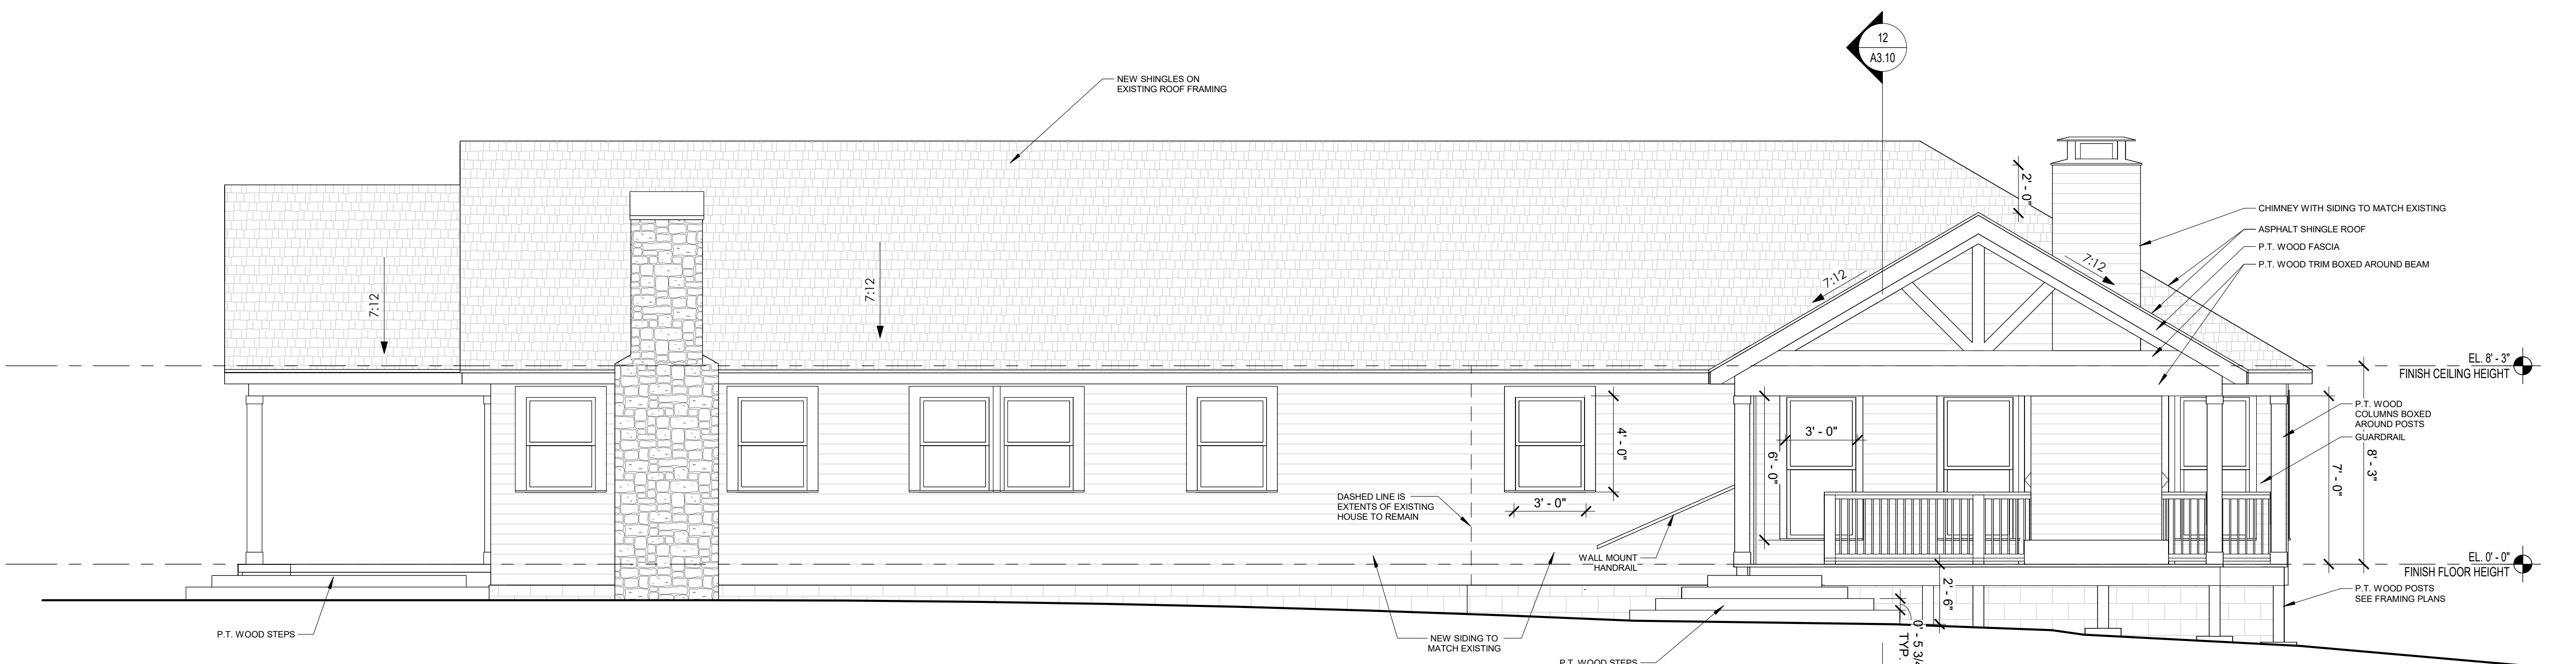 12
A3.10
NEW SHINGLES ON
EXISTING ROOF FRAMING
2' - 0"
CHIMNEY WITH SIDING TO MATCH EXISTING
ASPHALT SHINGLE ROOF
P.T. WOOD FASCIA
P.T. WOOD TRIM BOXED AROUND BEAM
7:12
7:12
7:12
7:12
EL. 8' - 3"
FINISH CEILING HEIGHT
P.T. WOOD
COLUMNS BOXED
AROUND POSTS
GUARDRAIL
4' - 0"
3' - 0"
6' - 0"
3' - 0"
7' - 0"
8' - 3"
DASHED LINE IS
EXTENTS OF EXISTING
HOUSE TO REMAIN
WALL MOUNT
HANDRAIL
EL. 0' - 0"
FINISH FLOOR HEIGHT
2' - 6"
P.T. WOOD POSTS
SEE FRAMING PLANS
P.T. WOOD STEPS
NEW SIDING TO
MATCH EXISTING
0' - 5 3/4
TYP.
P.T. WOOD STEPS